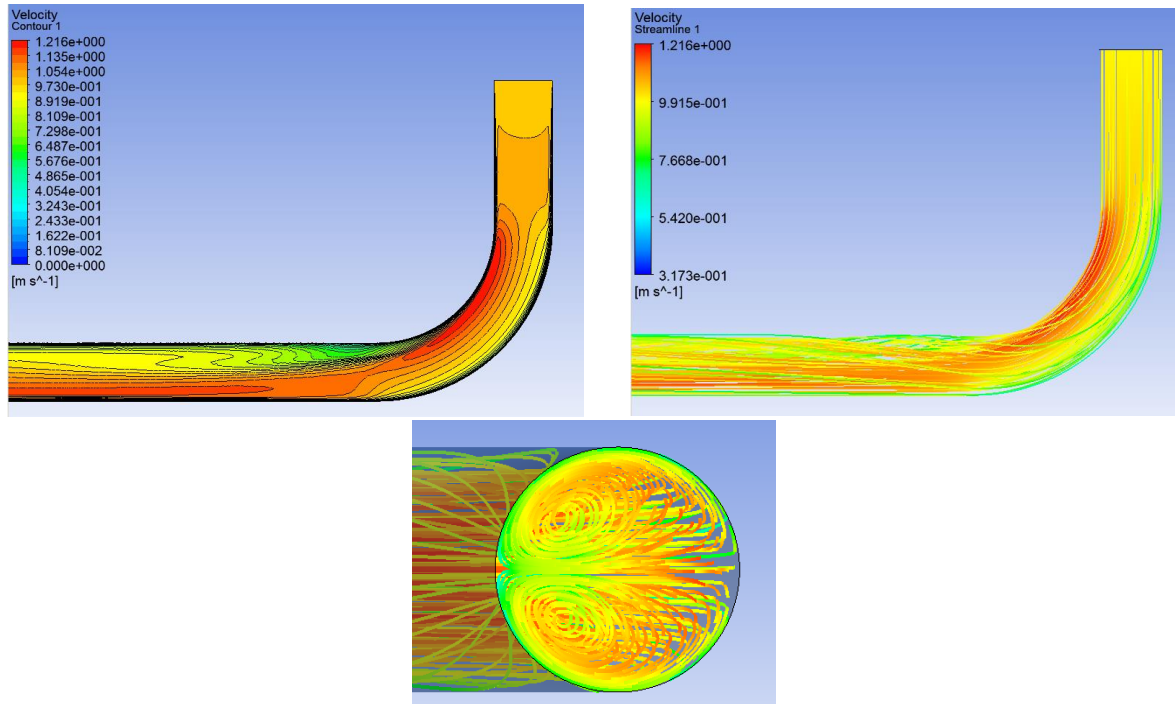 Velocity
Contour 1
1.216e+000
1.135e+000
1.054e+000
9.730e-001
8.919e-001
8.109e-001
7.298e-001
6.487e-001
5.676e-001
4.865e-001
4.054e-001
3.243e-001
2.433e-001
1.622e-001
8.109e-002
0.000e+000
[m s^-1]
Velocity
Streamline 1
1.216e+000
9.915e-001
7.668e-001
5.420e-001
3.173e-001
[m s^-1]